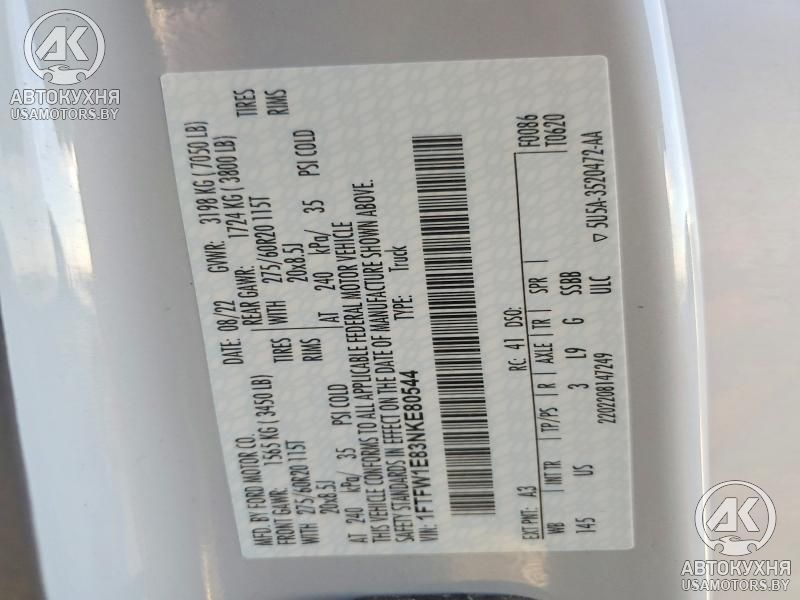 MFD. BY FORD MOTOR CO. DATE: 08/22 GVWR: 3198 KG ( 7050 LB)
FRONT GAWR: 1565 KG ( 3450 LB) REAR GAWR: 1724 KG ( 3800 LB)
WITH 275/60R20 115T TIRES WITH 275/60R20 115T TIRES
20x8.5J RIMS 20x8.5J RIMS
AT 240 kPa/ 35 PSI COLD AT 240 kPa/ 35 PSI COLD
THIS VEHICLE CONFORMS TO ALL APPLICABLE FEDERAL MOTOR VEHICLE
SAFETY STANDARDS IN EFFECT ON THE DATE OF MANUFACTURE SHOWN ABOVE.
VIN: 1FTFW1E83NKE80544 TYPE: Truck
F0086
T0620
EXT PNT: A3 RC: 41 DSO:
WB INT TR TP/PS R AXLE TR SPR
145 US 3 L9 G SSBB
2202208147249 ULC ▽ 5U5A-3520472-AA
АК
АВТОКУХНЯ
USAMOTORS.BY
АК
АВТОКУХНЯ
USAMOTORS.BY